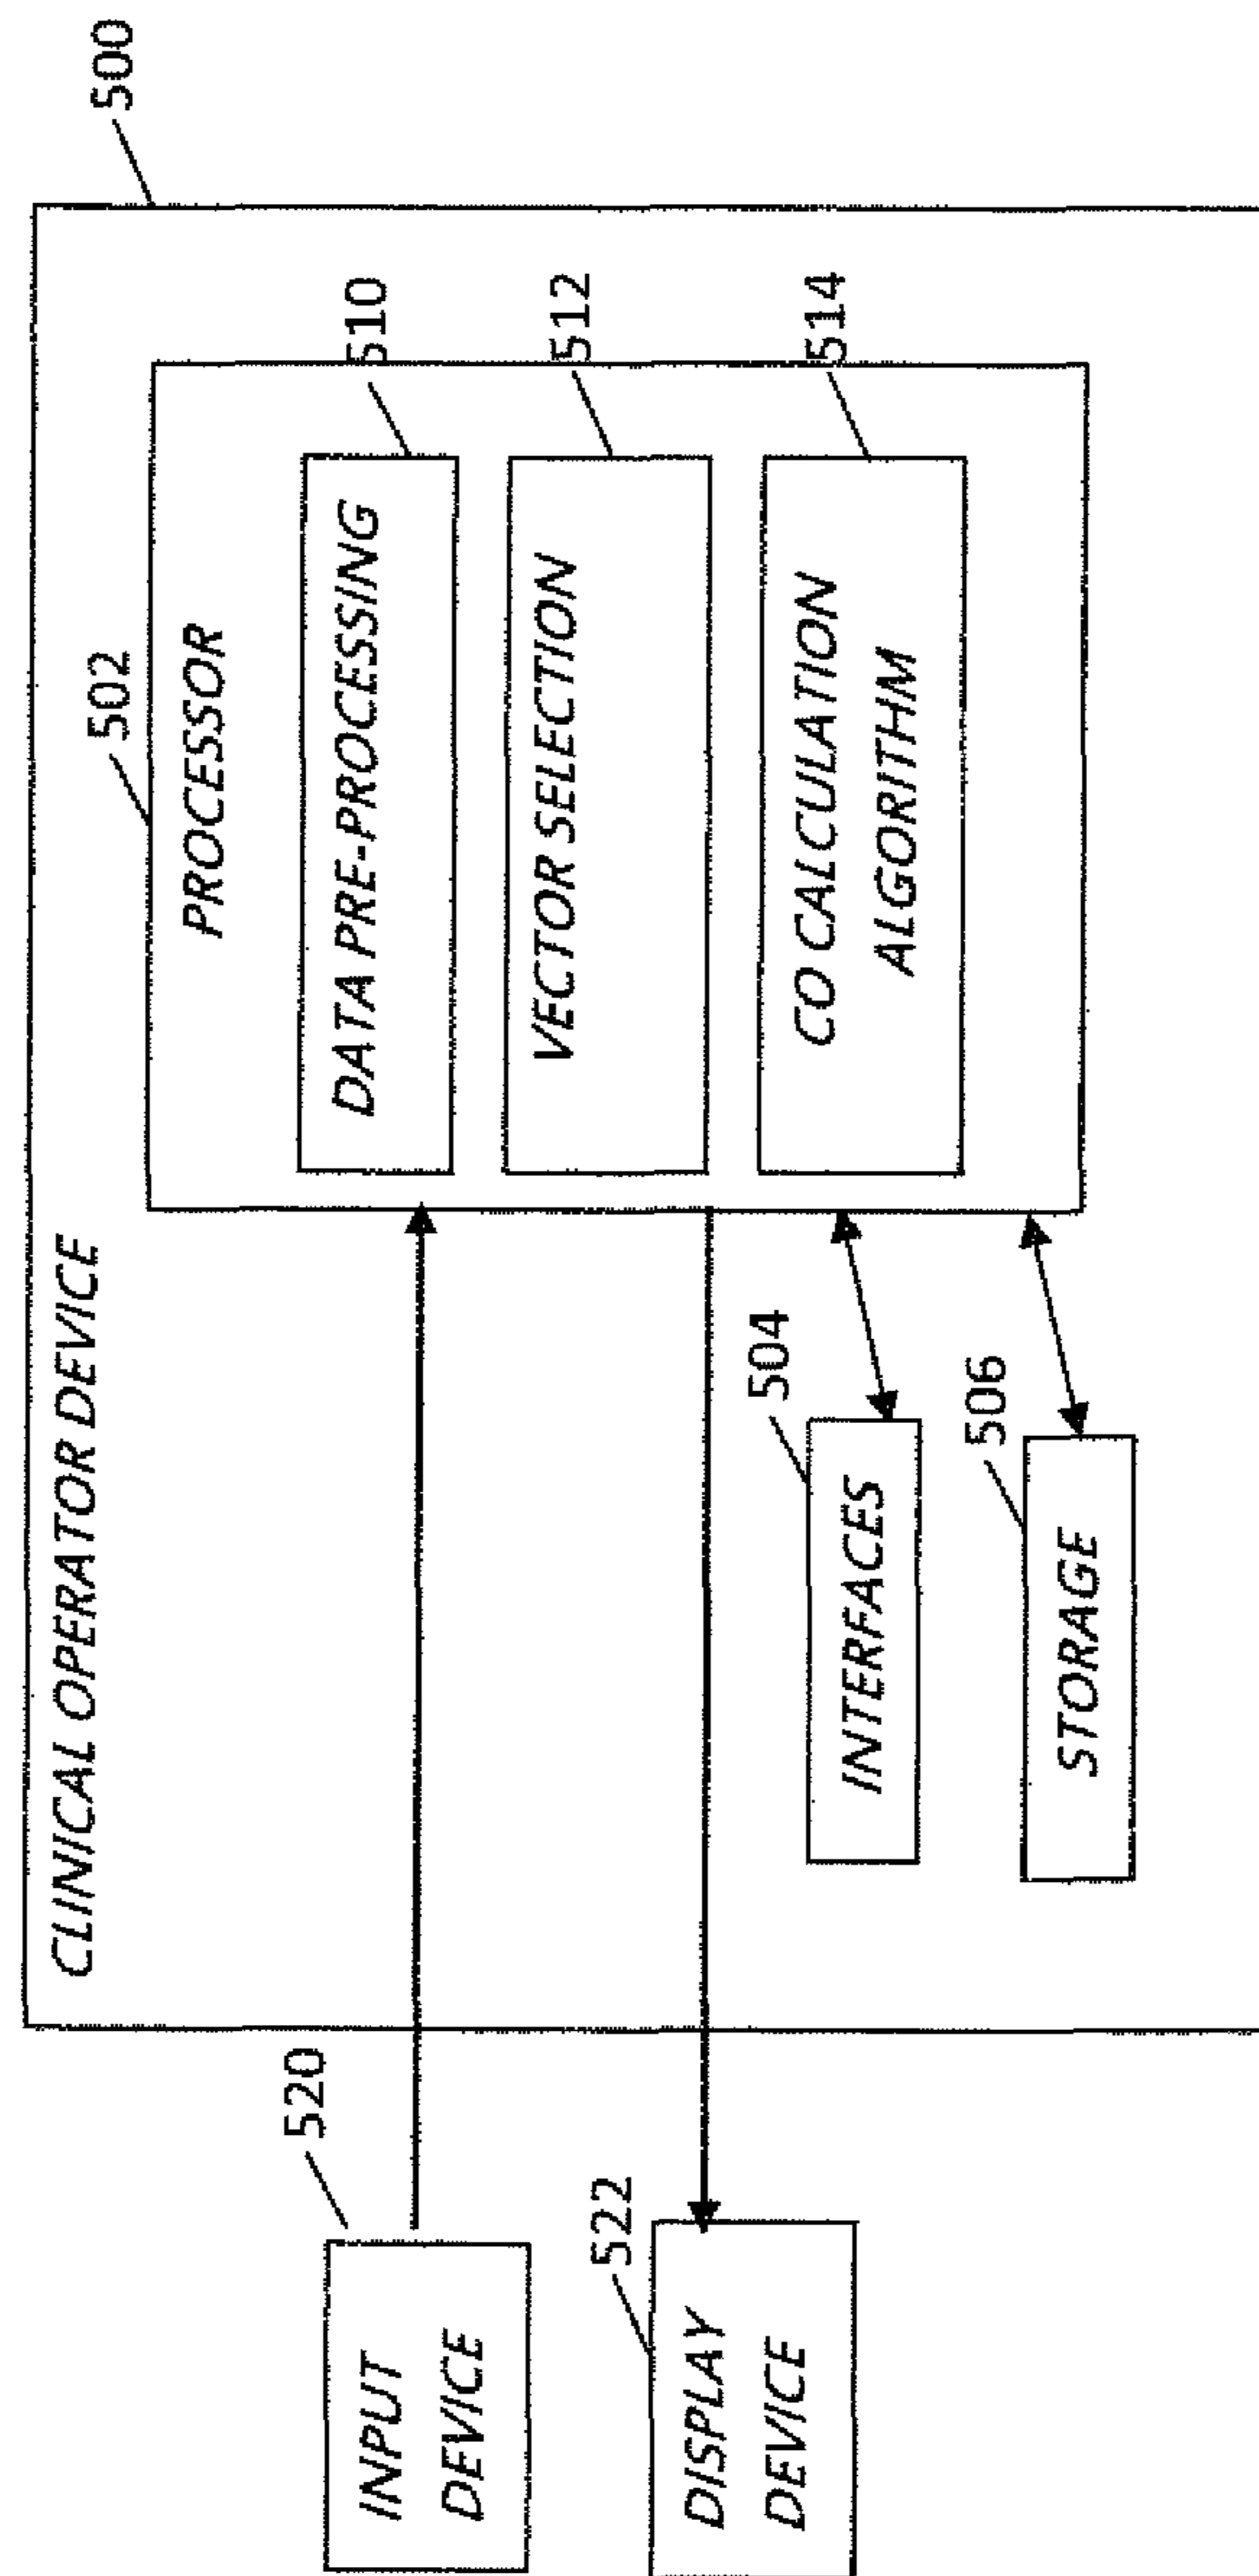 500
CLINICAL OPERATOR DEVICE
502
PROCESSOR
510
DATA PRE-PROCESSING
512
VECTOR SELECTION
514
CO CALCULATION
ALGORITHM
520
INPUT
DEVICE
522
DISPLAY
DEVICE
504
INTERFACES
506
STORAGE